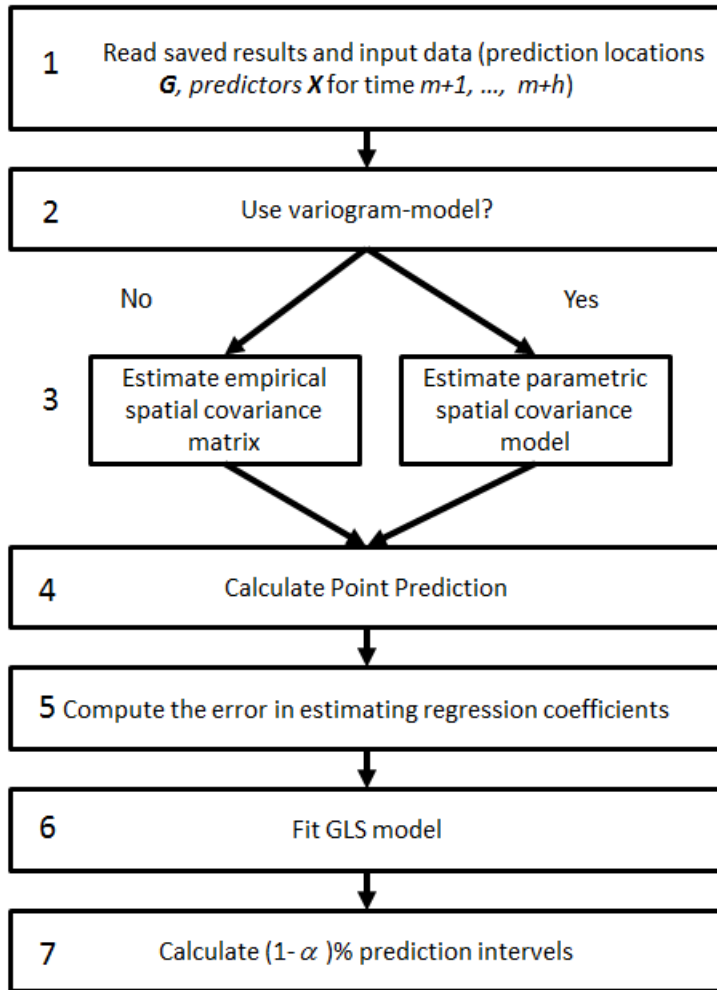 1
Read saved results and input data (prediction locations
G, predictors X for time m+1, ..., m+h)
2
Use variogram-model?
No
Yes
3
Estimate empirical
spatial covariance
matrix
Estimate parametric
spatial covariance
model
4
Calculate Point Prediction
5 Compute the error in estimating regression coefficients
6
Fit GLS model
7
Calculate (1- α )% prediction intervels